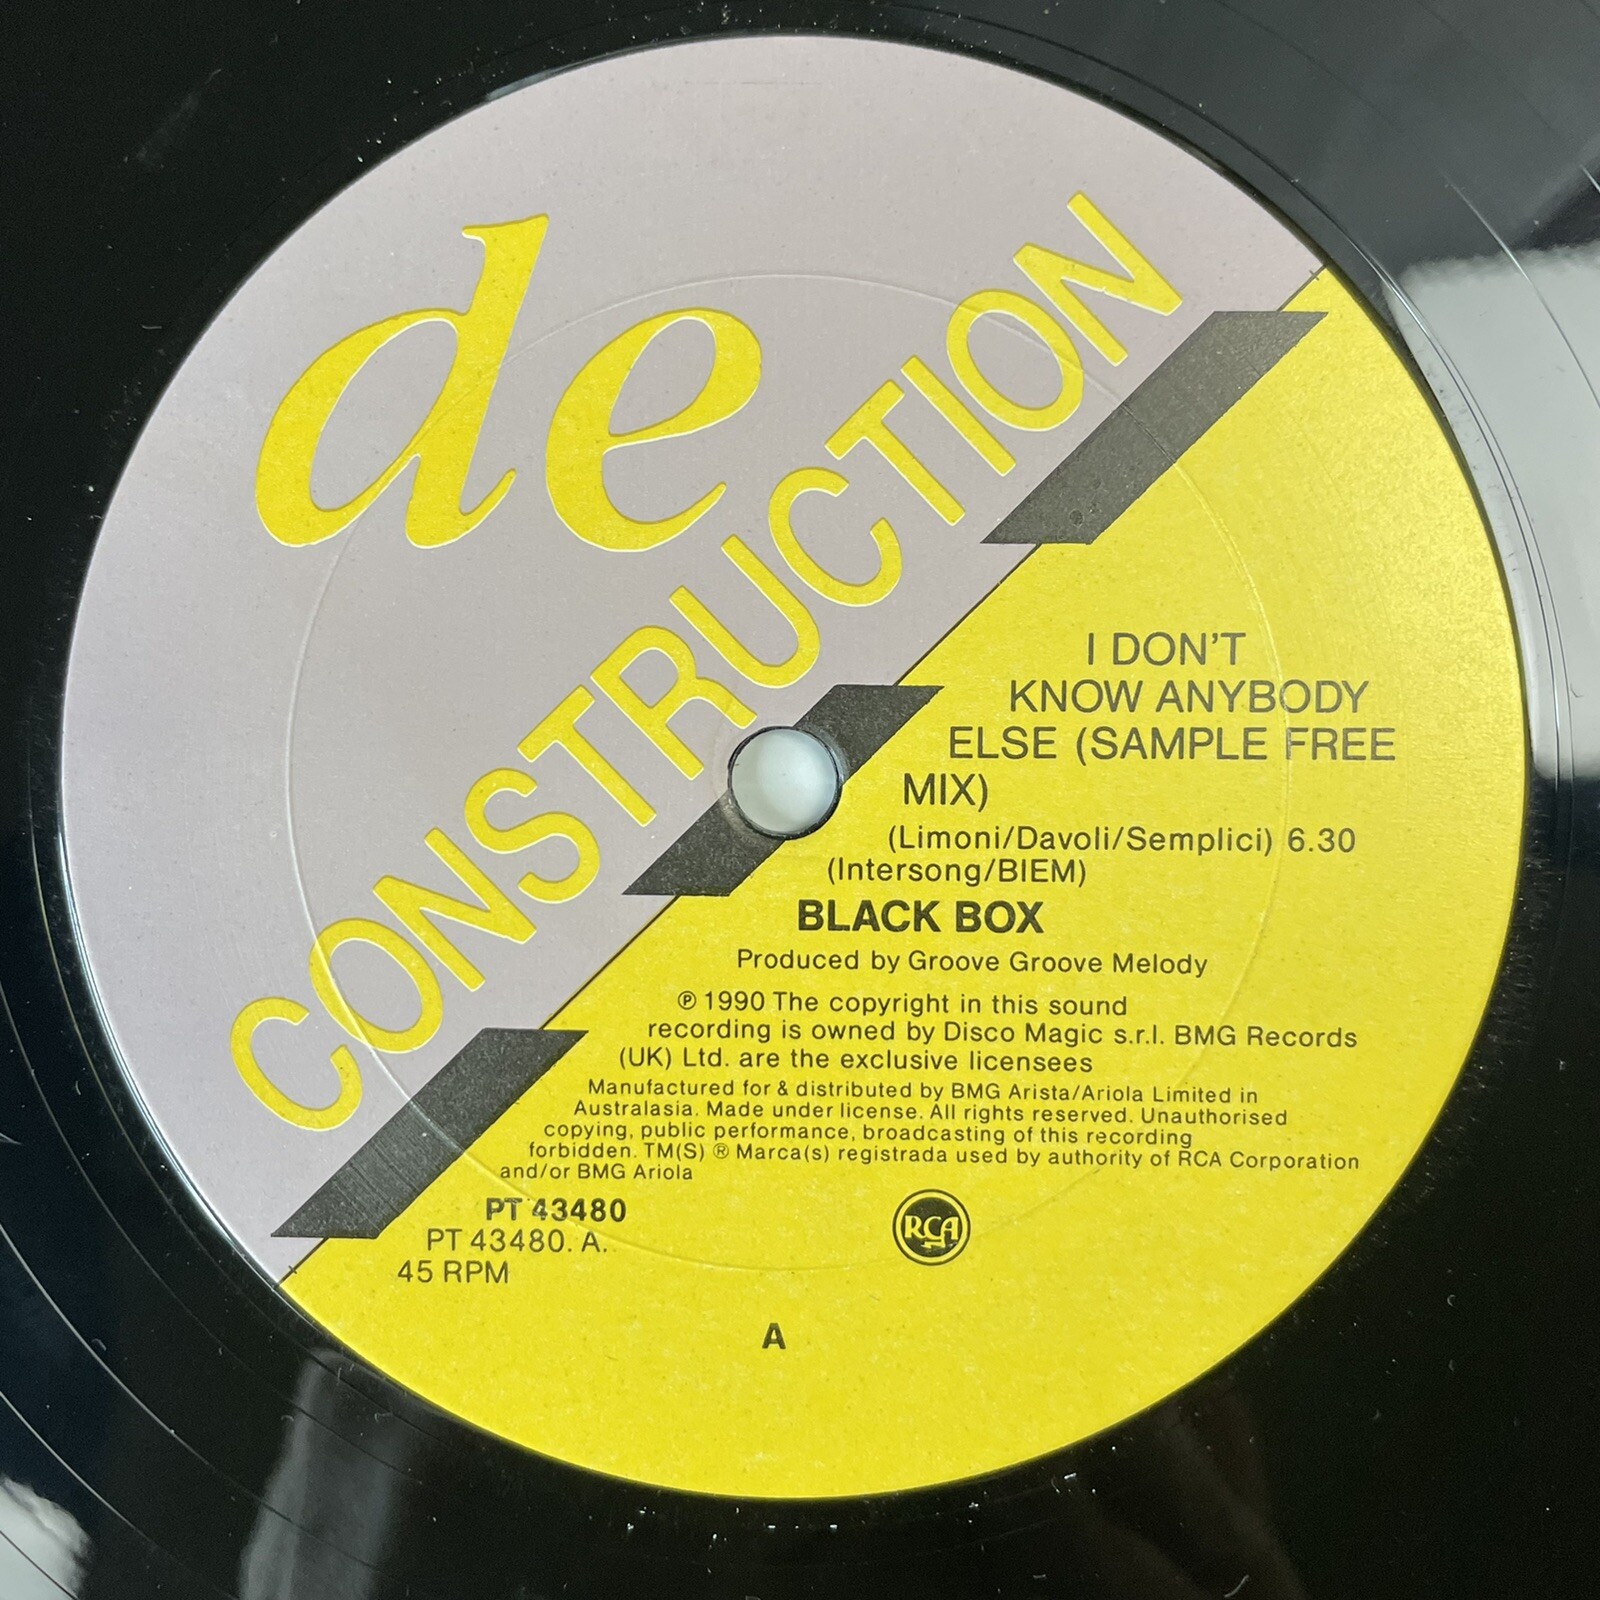 de
CONSTRUCTION
I DON'T
KNOW ANYBODY
ELSE (SAMPLE FREE
MIX)
(Limoni/Davoli/Semplici) 6.30
(Intersong/BIEM)
BLACK BOX
Produced by Groove Groove Melody
℗ 1990 The copyright in this sound
recording is owned by Disco Magic s.r.l. BMG Records
(UK) Ltd. are the exclusive licensees
Manufactured for & distributed by BMG Arista/Ariola Limited in
Australasia. Made under license. All rights reserved. Unauthorised
copying, public performance, broadcasting of this recording
forbidden. TM(S) ® Marca(s) registrada used by authority of RCA Corporation
and/or BMG Ariola
PT 43480
PT 43480. A.
45 RPM
RCA
A